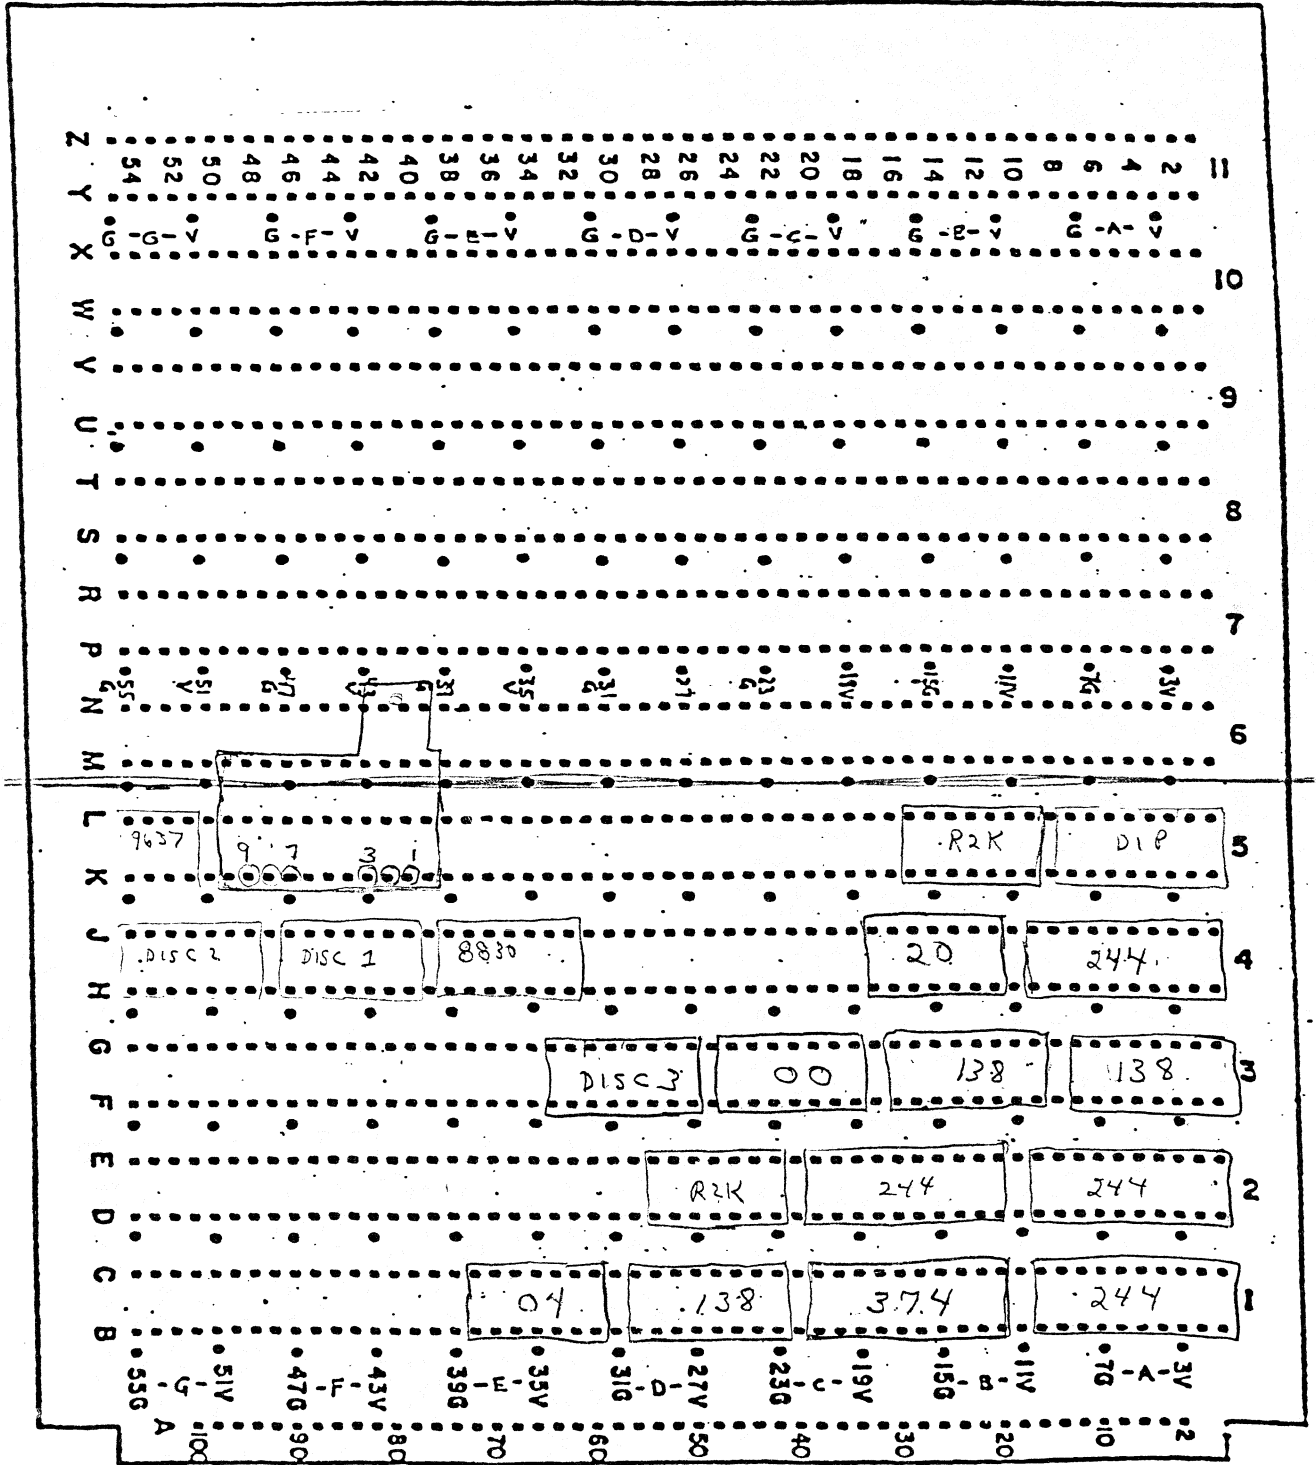 Z 54 52 50 48 46 44 42 40 38 36 34 32 30 28 26 24 22 20 18 16 14 12 10 8 6 4 2 11
Y
G - G - V G - F - V G - E - V G - D - V G - C - V G - B - V G - A - V
X
10
W
V
9
U
T
8
S
R
7
P
55G 51V 47G 43V 39G 35V 31G 27V 23G 19V 15G 11V 7G 3V
N
6
M
L
9637 9 7 3 1 R2K DIP 5
K
J
DISC 2 DISC 1 8830 20 244 4
H
G
DISC 3 00 138 138 3
F
E
R2K 244 244 2
D
C
04 138 374 244 1
B
55G - G - 51V 47G - F - 43V 39G - E - 35V 31G - D - 27V 23G - C - 19V 15G - B - 11V 7G - A - 3V
A 100 90 80 70 60 50 40 30 20 10 2